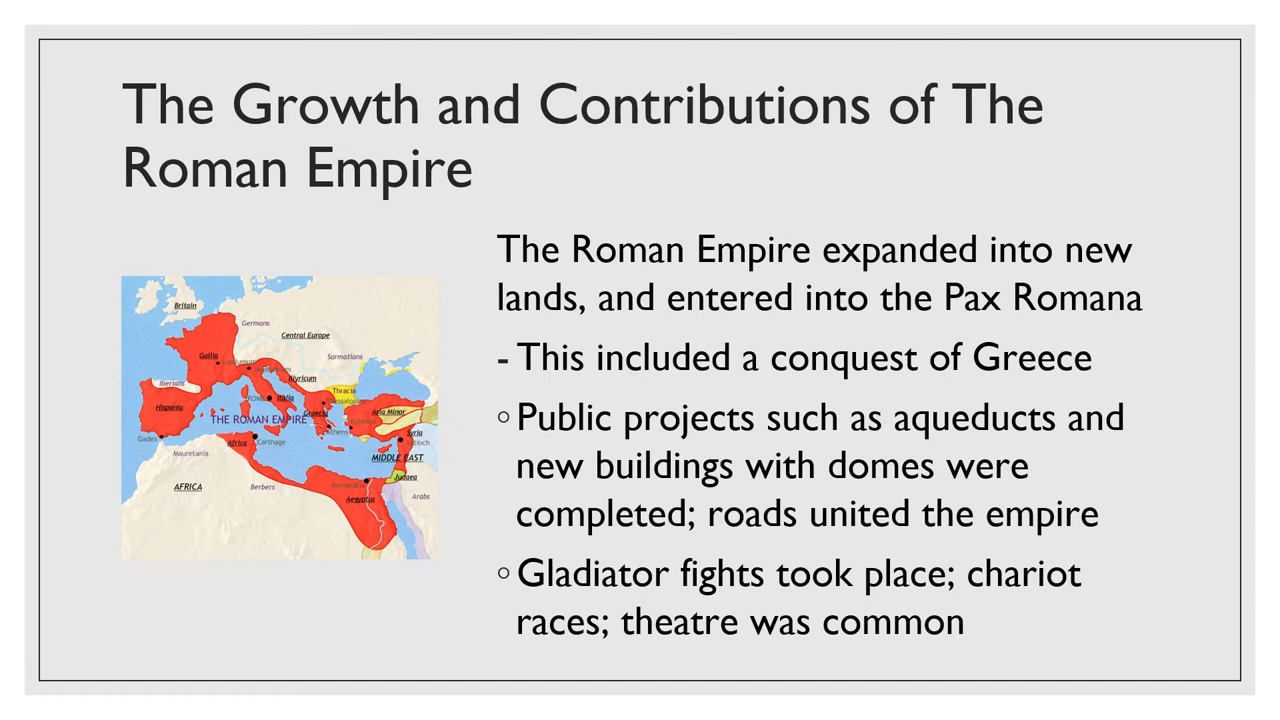 The Growth and Contributions of The
Roman Empire
The Roman Empire expanded into new
lands, and entered into the Pax Romana
- This included a conquest of Greece
◦ Public projects such as aqueducts and
new buildings with domes were
completed; roads united the empire
◦ Gladiator fights took place; chariot
races; theatre was common
Britain
Germans
Central Europe
Gallia
Sarmatians
Illyricum
Iberians
Thracia
ROME
Italia
Hispania
Graecia
Asia Minor
THE ROMAN EMPIRE
Athens
Gades
Africa
Carthage
Syria
Antioch
Mauretania
MIDDLE EAST
Judaea
AFRICA
Berbers
Alexandria
Aegyptus
Arabs